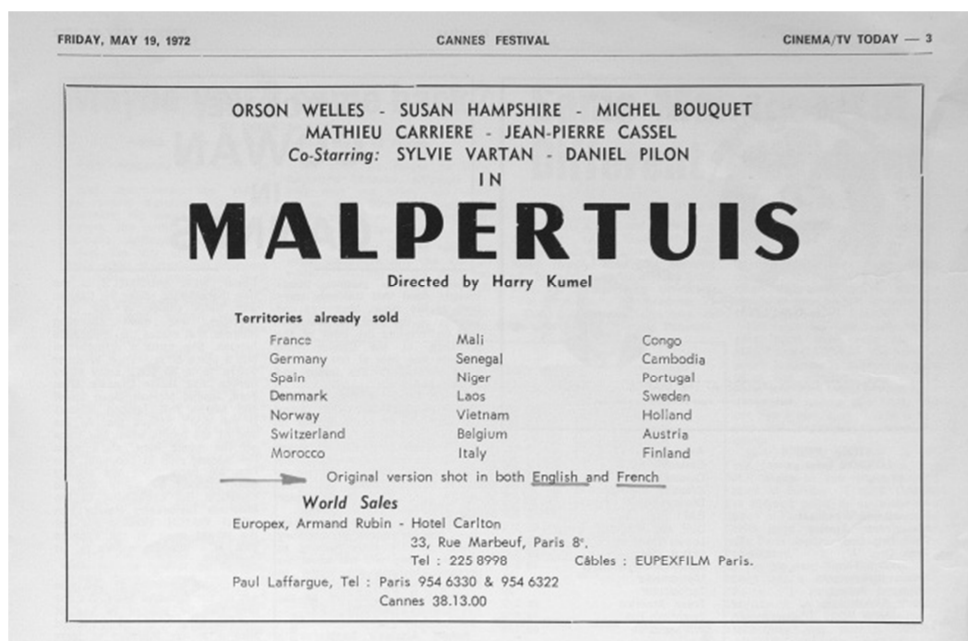 FRIDAY, MAY 19, 1972 CANNES FESTIVAL CINEMA/TV TODAY — 3
ORSON WELLES - SUSAN HAMPSHIRE - MICHEL BOUQUET
MATHIEU CARRIERE - JEAN-PIERRE CASSEL
Co-Starring: SYLVIE VARTAN - DANIEL PILON
IN
MALPERTUIS
Directed by Harry Kumel
Territories already sold
France Mali Congo
Germany Senegal Cambodia
Spain Niger Portugal
Denmark Laos Sweden
Norway Vietnam Holland
Switzerland Belgium Austria
Morocco Italy Finland
Original version shot in both English and French
World Sales
Europex, Armand Rubin - Hotel Carlton
33, Rue Marbeuf, Paris 8e.
Tel : 225 8998 Câbles : EUPEXFILM Paris.
Paul Laffargue, Tel : Paris 954 6330 & 954 6322
Cannes 38.13.00